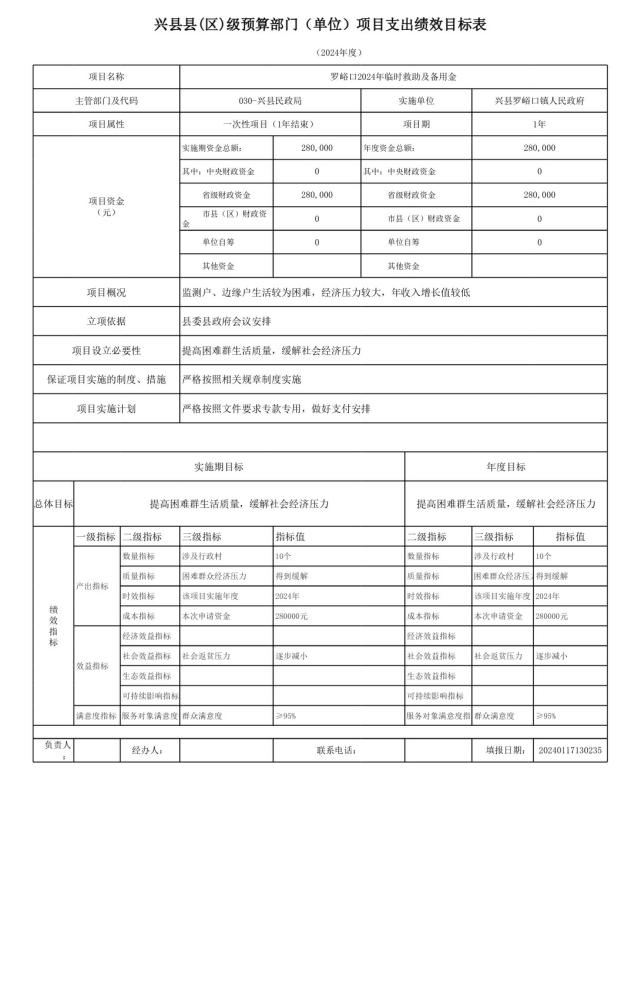 兴县县(区)级预算部门（单位）项目支出绩效目标表
（2024年度）
项目名称 罗峪口2024年临时救助及备用金
主管部门及代码 030-兴县民政局 实施单位 兴县罗峪口镇人民政府
项目属性 一次性项目（1年结束） 项目期 1年
项目资金
（元）
实施期资金总额： 280,000 年度资金总额： 280,000
其中：中央财政资金 0 其中：中央财政资金 0
省级财政资金 280,000 省级财政资金 280,000
市县（区）财政资金 0 市县（区）财政资金 0
单位自筹 0 单位自筹 0
其他资金 其他资金
项目概况 监测户、边缘户生活较为困难，经济压力较大，年收入增长值较低
立项依据 县委县政府会议安排
项目设立必要性 提高困难群生活质量，缓解社会经济压力
保证项目实施的制度、措施 严格按照相关规章制度实施
项目实施计划 严格按照文件要求专款专用，做好支付安排
实施期目标 年度目标
总体目标 提高困难群生活质量，缓解社会经济压力 提高困难群生活质量，缓解社会经济压力
绩效指标
一级指标 二级指标 三级指标 指标值 二级指标 三级指标 指标值
产出指标
数量指标 涉及行政村 10个 数量指标 涉及行政村 10个
质量指标 困难群众经济压力 得到缓解 质量指标 困难群众经济压 得到缓解
时效指标 该项目实施年度 2024年 时效指标 该项目实施年度 2024年
成本指标 本次申请资金 280000元 成本指标 本次申请资金 280000元
效益指标
经济效益指标 经济效益指标
社会效益指标 社会返贫压力 逐步减小 社会效益指标 社会返贫压力 逐步减小
生态效益指标 生态效益指标
可持续影响指标 可持续影响指标
满意度指标 服务对象满意度 群众满意度 ≥95% 服务对象满意度指 群众满意度 ≥95%
负责人： 经办人： 联系电话： 填报日期： 20240117130235